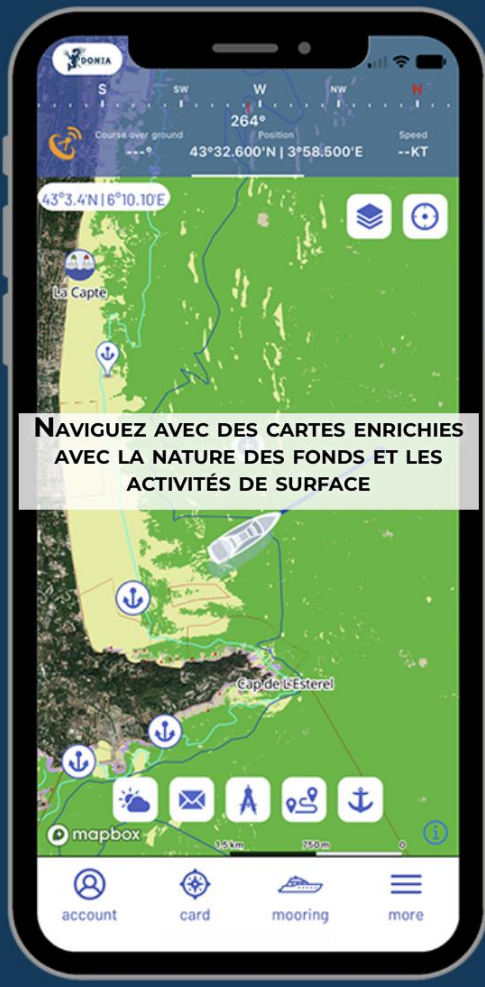 DONIA
S SW W NW N
264°
Course over ground Position Speed
---° 43°32.600'N | 3°58.500'E --KT
43°3.4'N | 6°10.10'E
La Capte
NAVIGUEZ AVEC DES CARTES ENRICHIES
AVEC LA NATURE DES FONDS ET LES
ACTIVITÉS DE SURFACE
Cap de L'Esterel
mapbox
1,5 km 750 m 0
account card mooring more